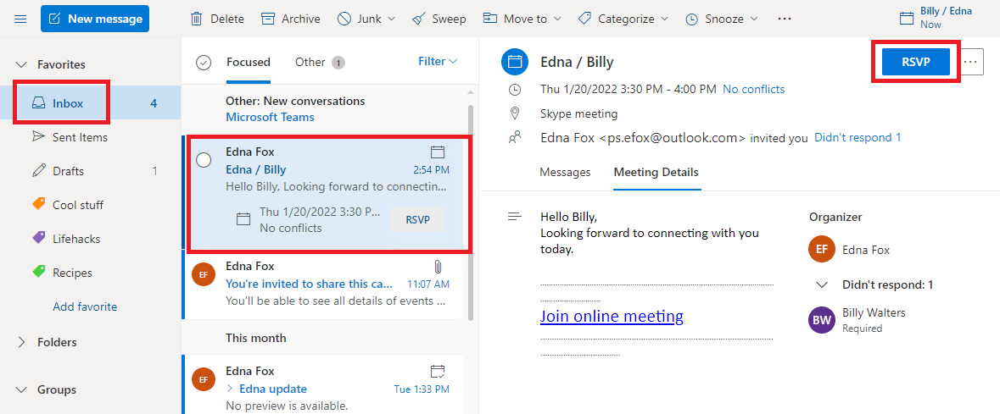 New message
Delete
Archive
Junk
Sweep
Move to
Categorize
Snooze
Billy / Edna
Now
Favorites
Inbox 4
Sent Items
Drafts 1
Cool stuff
Lifehacks
Recipes
Add favorite
Folders
Groups
Focused
Other 1
Filter
Other: New conversations
Microsoft Teams
Edna Fox
Edna / Billy 2:54 PM
Hello Billy, Looking forward to connectin...
Thu 1/20/2022 3:30 P...
No conflicts
RSVP
EF
Edna Fox
You're invited to share this ca... 11:07 AM
You'll be able to see all details of events ...
This month
EF
Edna Fox
Edna update Tue 1:33 PM
No preview is available.
Edna / Billy
RSVP
Thu 1/20/2022 3:30 PM - 4:00 PM No conflicts
Skype meeting
Edna Fox <ps.efox@outlook.com> invited you Didn't respond 1
Messages
Meeting Details
Hello Billy,
Looking forward to connecting with you
today.
Join online meeting
Organizer
EF
Edna Fox
Didn't respond: 1
BW
Billy Walters
Required